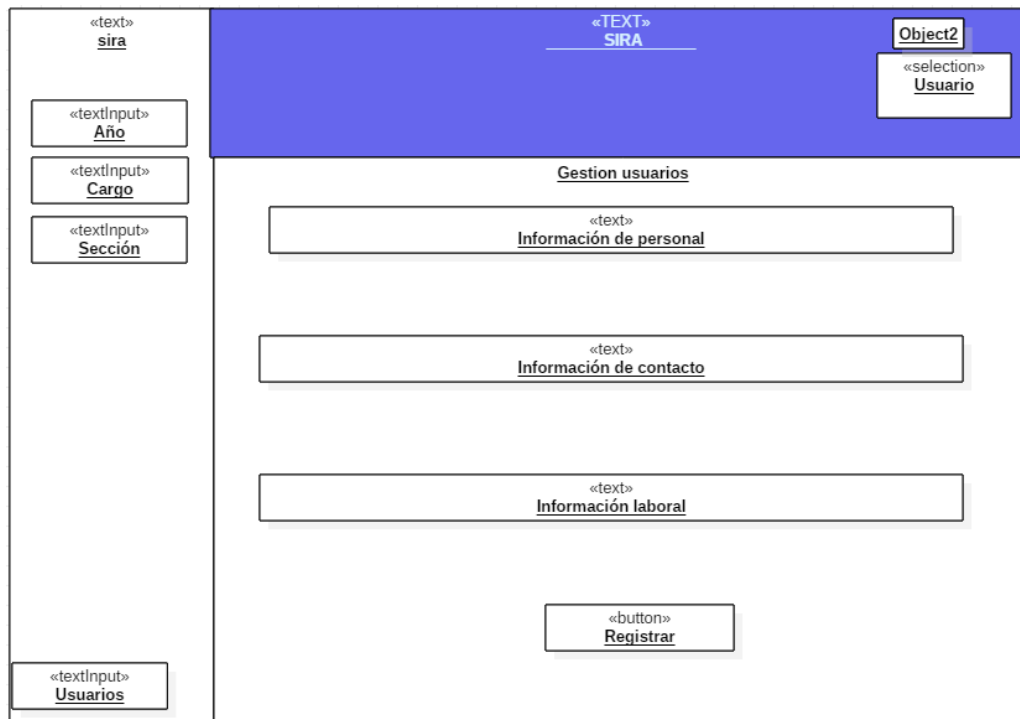 «text»
sira
«textInput»
Año
«textInput»
Cargo
«textInput»
Sección
«textInput»
Usuarios
«TEXT»
SIRA
Object2
«selection»
Usuario
Gestion usuarios
«text»
Información de personal
«text»
Información de contacto
«text»
Información laboral
«button»
Registrar